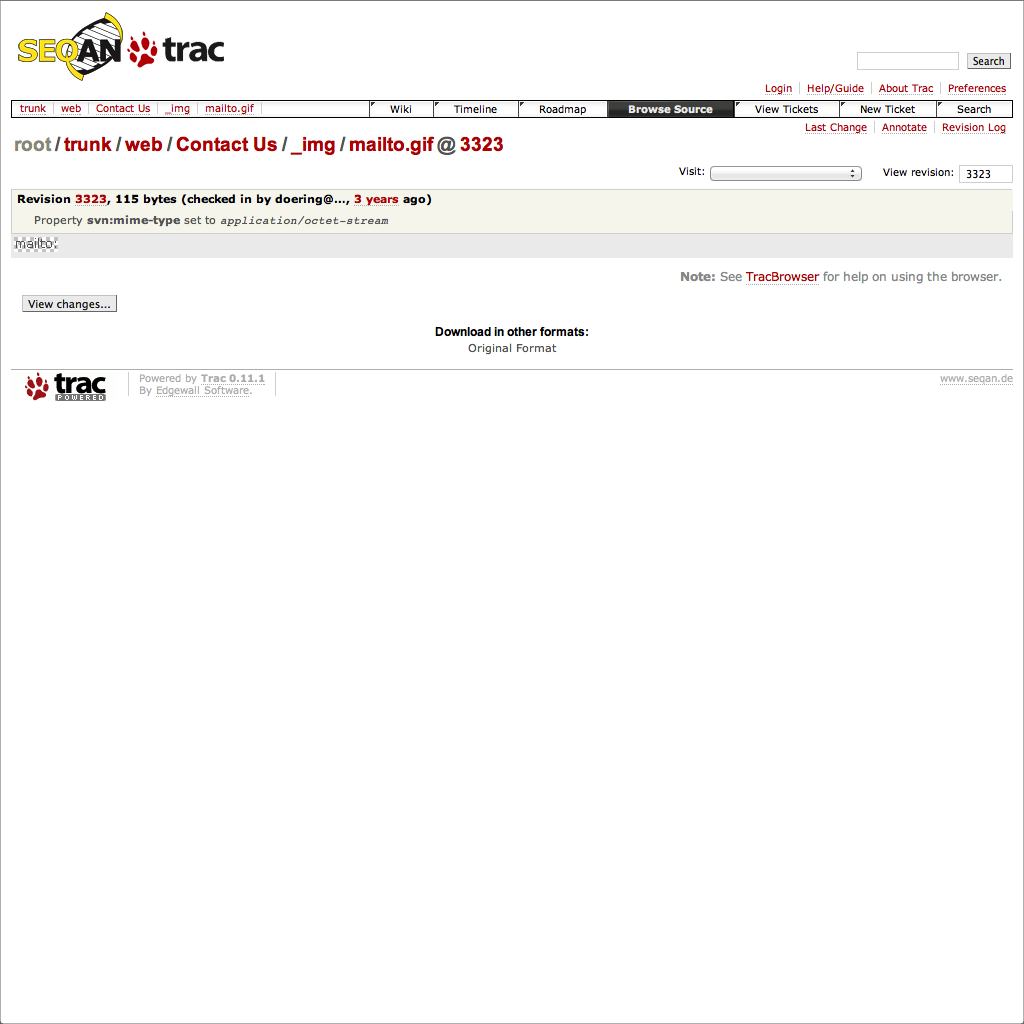 SEQAN trac
Search
Login Help/Guide About Trac Preferences
trunk web Contact Us _img mailto.gif Wiki Timeline Roadmap Browse Source View Tickets New Ticket Search
Last Change Annotate Revision Log
root / trunk / web / Contact Us / _img / mailto.gif @ 3323
Visit: View revision: 3323
Revision 3323, 115 bytes (checked in by doering@…, 3 years ago)
Property svn:mime-type set to application/octet-stream
mailto:
Note: See TracBrowser for help on using the browser.
View changes...
Download in other formats:
Original Format
trac POWERED
Powered by Trac 0.11.1
By Edgewall Software.
www.seqan.de